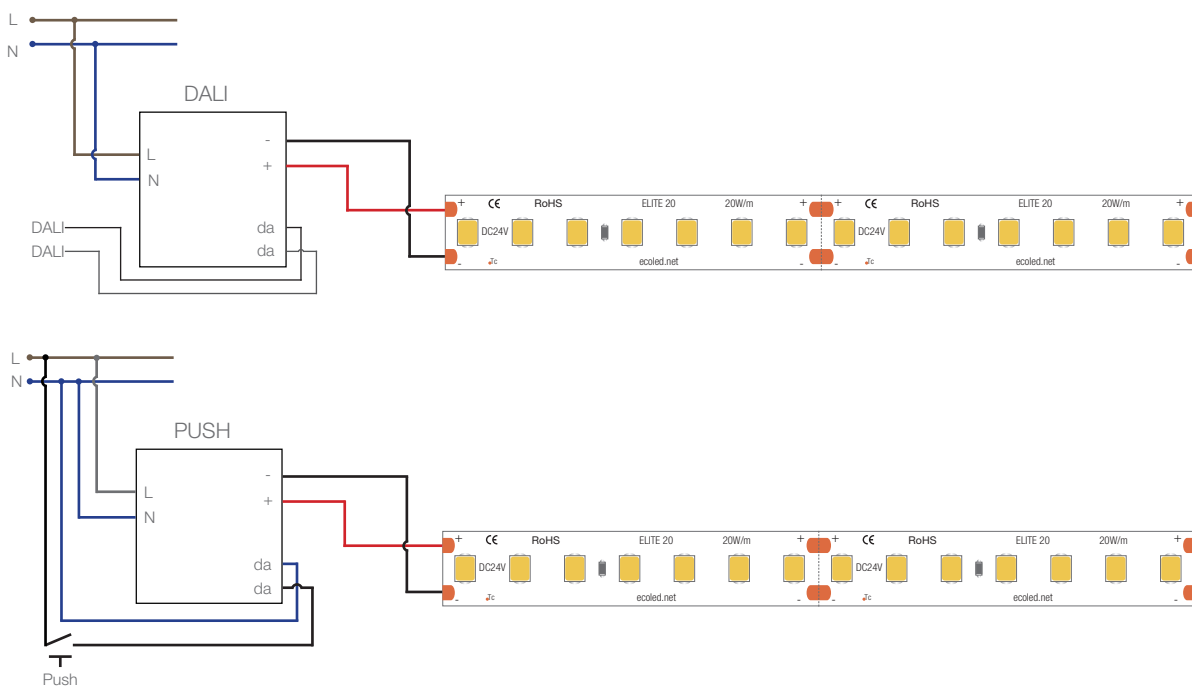 L
N
DALI
L
N
-
+
da
da
DALI
DALI
+ CE RoHS ELITE 20 20W/m + + CE RoHS ELITE 20 20W/m
DC24V DC24V
- Tc ecoled.net - - Tc ecoled.net -
L
N
PUSH
L
N
-
+
da
da
+ CE RoHS ELITE 20 20W/m + + CE RoHS ELITE 20 20W/m +
DC24V DC24V
- Tc ecoled.net - - Tc ecoled.net -
Push